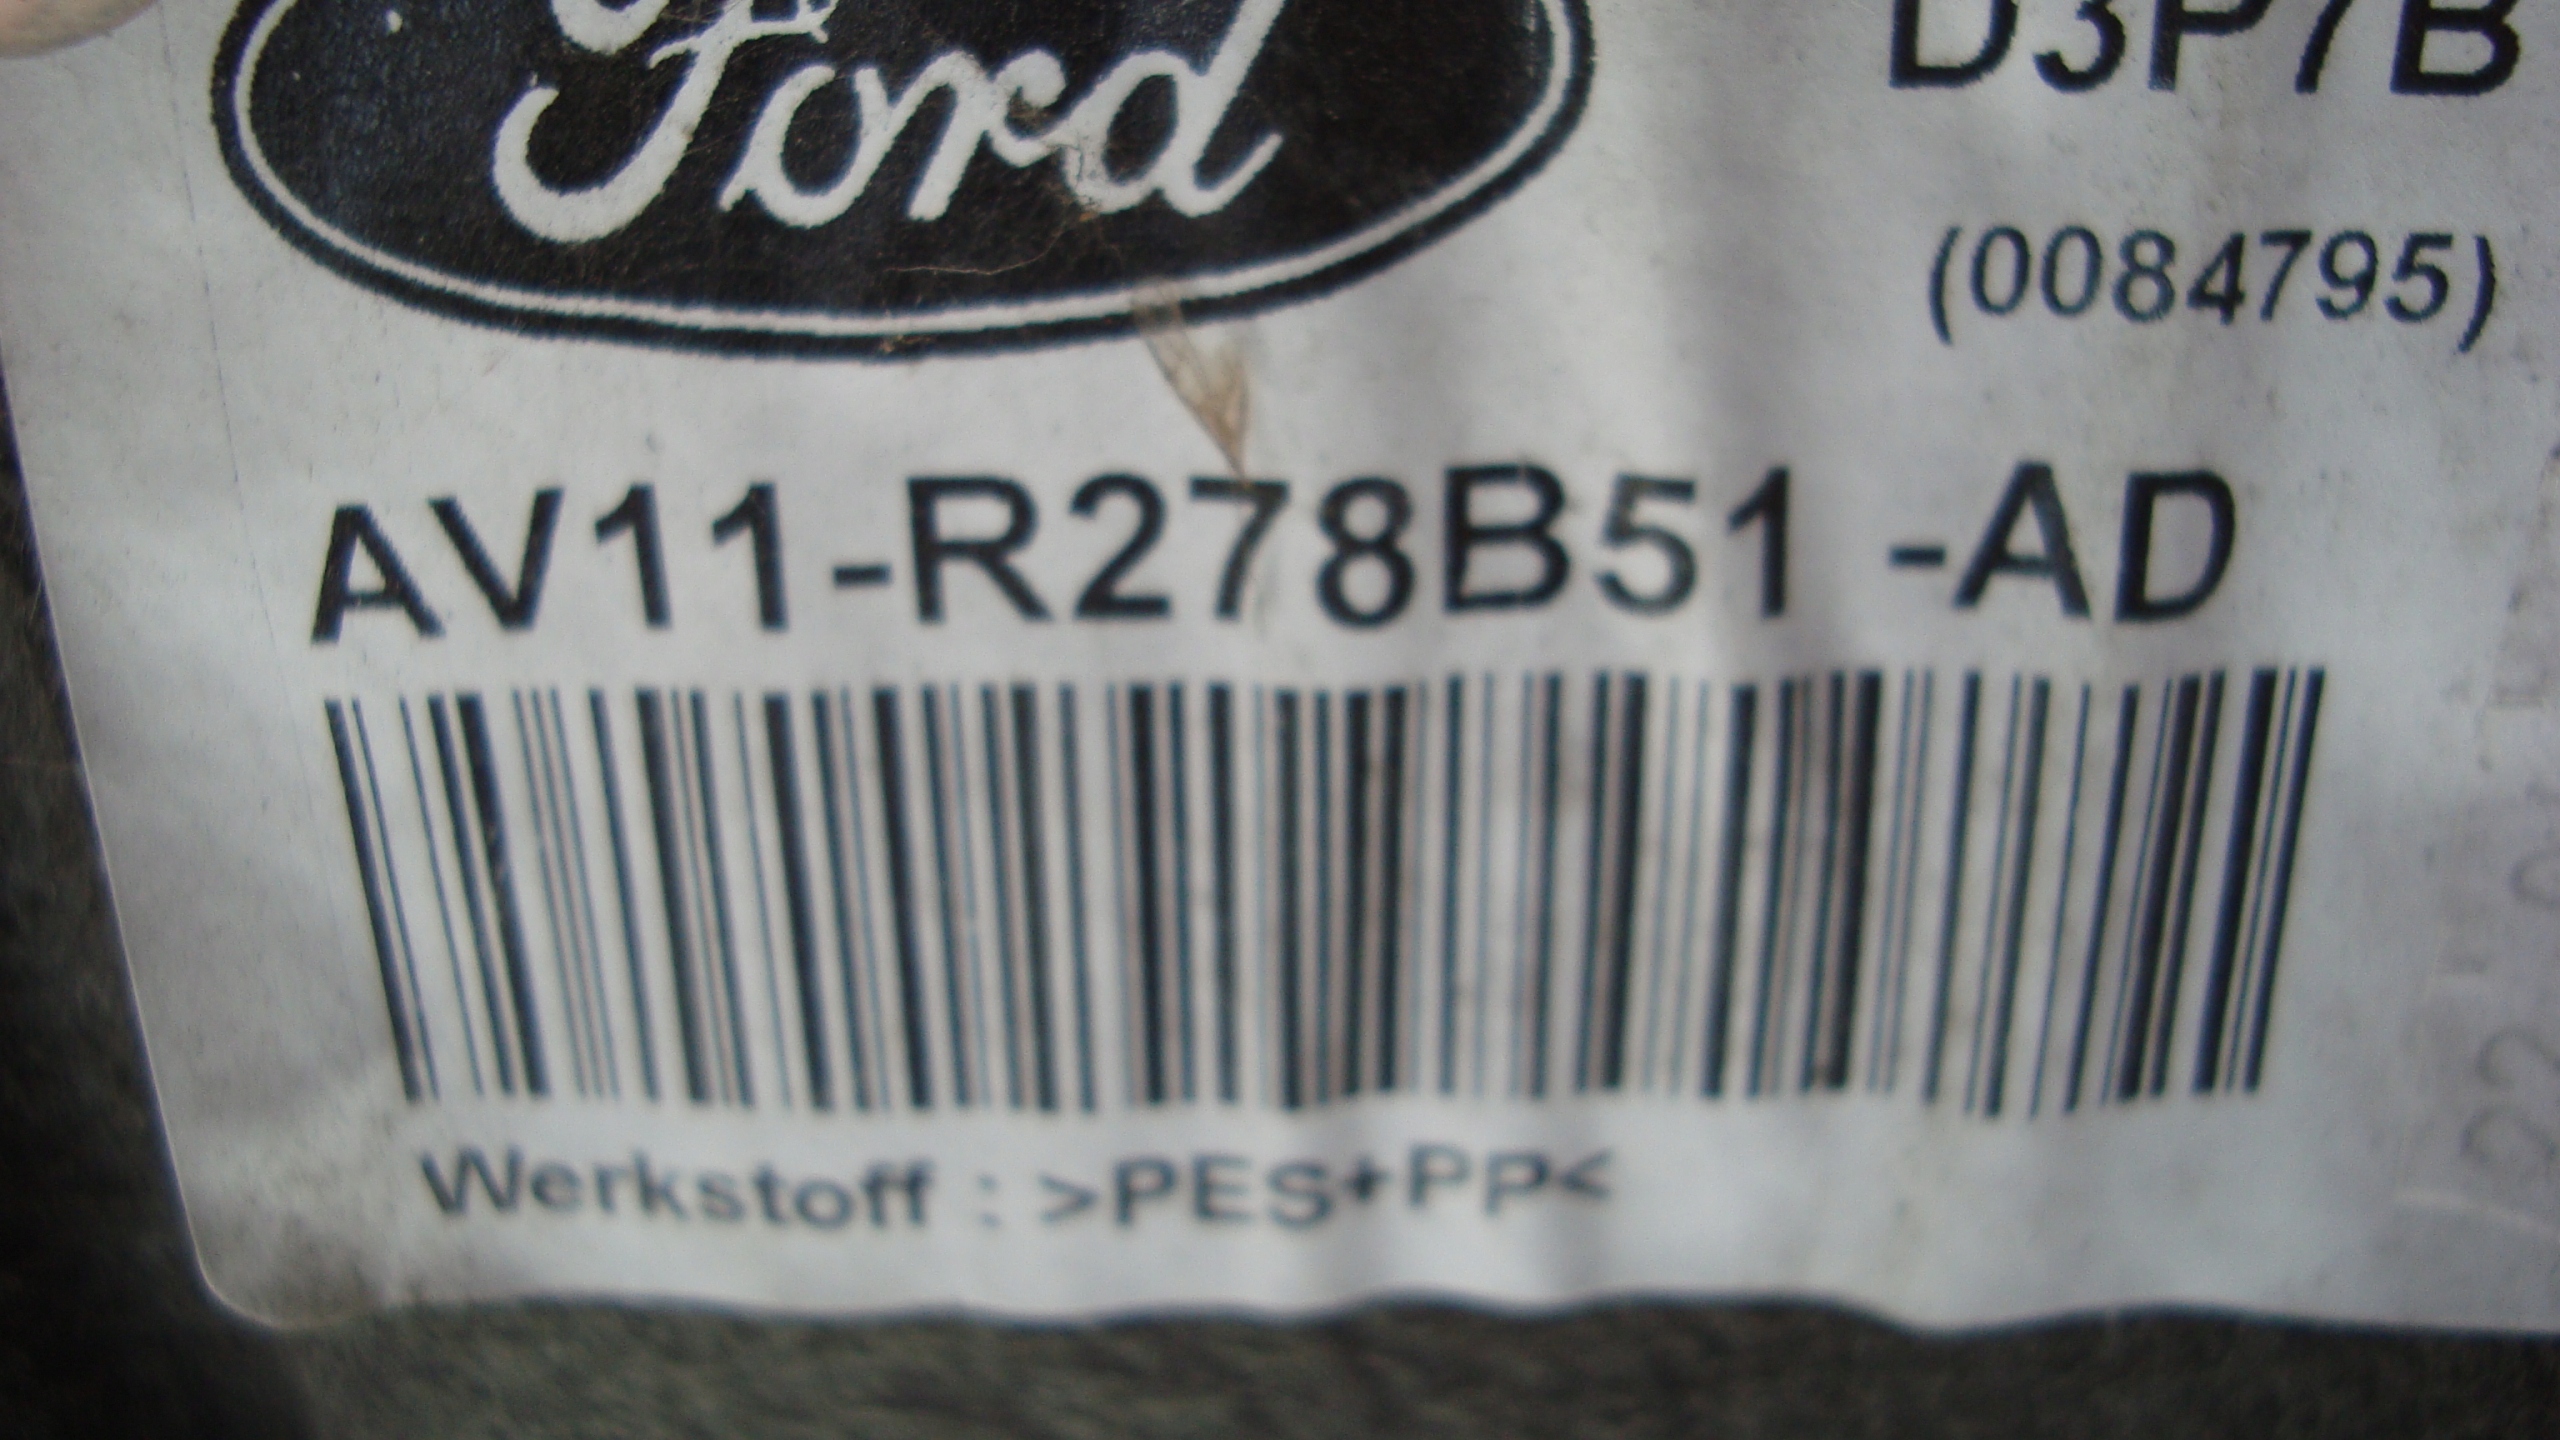 Ford
D3P7B
(0084795)
AV11-R278B51 -AD
Werkstoff : >PES+PP<